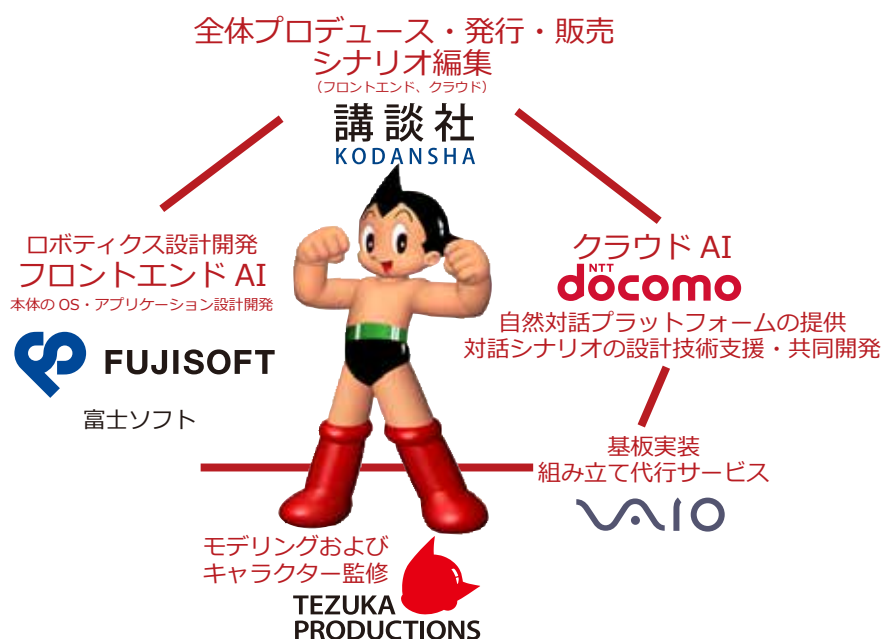 全体プロデュース・発行・販売
シナリオ編集
（フロントエンド、クラウド）
講談社
KODANSHA
ロボティクス設計開発
フロントエンド AI
本体の OS・アプリケーション設計開発
FUJISOFT
富士ソフト
クラウド AI
NTT
döcomo
自然対話プラットフォームの提供
対話シナリオの設計技術支援・共同開発
基板実装
組み立て代行サービス
VAIO
モデリングおよび
キャラクター監修
TEZUKA
PRODUCTIONS